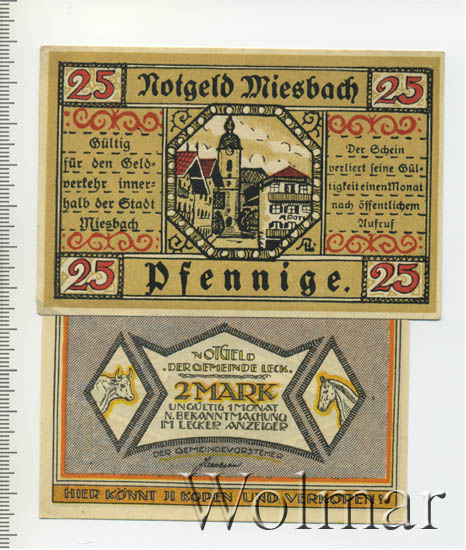 25 Notgeld Miesbach 25
Gültig
für den Geld-
verkehr inner-
halb der Stadt
Miesbach
Der Schein
verliert seine Gül-
tigkeit einen Monat
nach öffentlichem
Aufruf
APOT
25 Pfennige. 25
NOTGELD
DER GEMEINDE LECK.
2 MARK
UNGÜLTIG 1 MONAT
N. BEKANNTMACHUNG
IM LECKER ANZEIGER
DER GEMEINDEVORSTEHER
HIER KÖNNT JI KOPEN UND VERKOPEN!
Wolmar